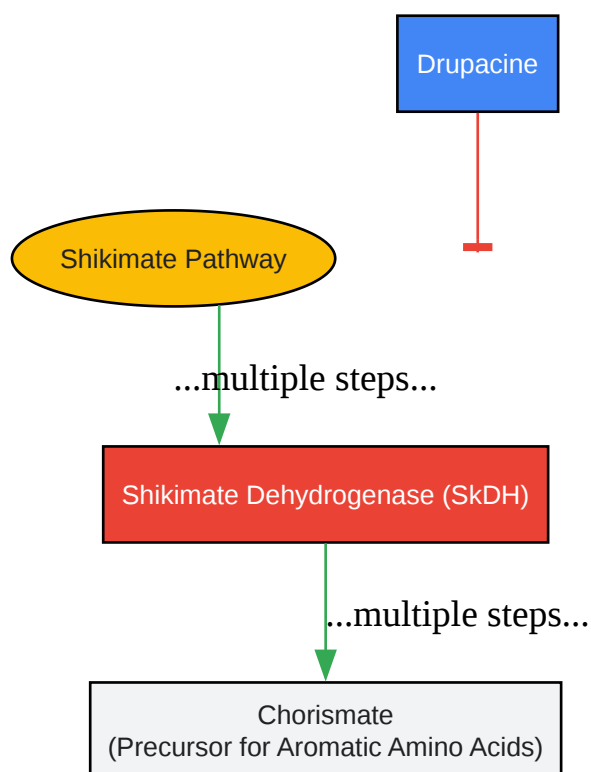 Drupacine
Shikimate Pathway
...multiple steps...
Shikimate Dehydrogenase (SkDH)
...multiple steps...
Chorismate
(Precursor for Aromatic Amino Acids)